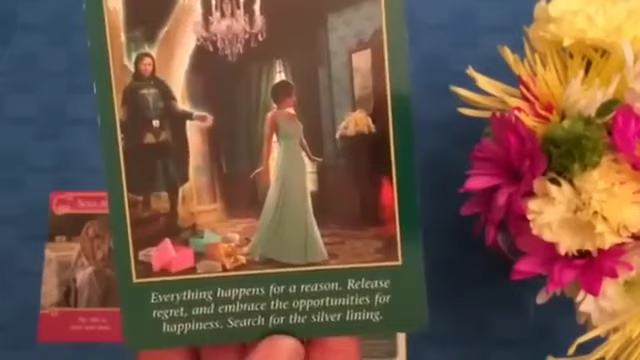 Everything happens for a reason. Release
regret, and embrace the opportunities for
happiness. Search for the silver lining.